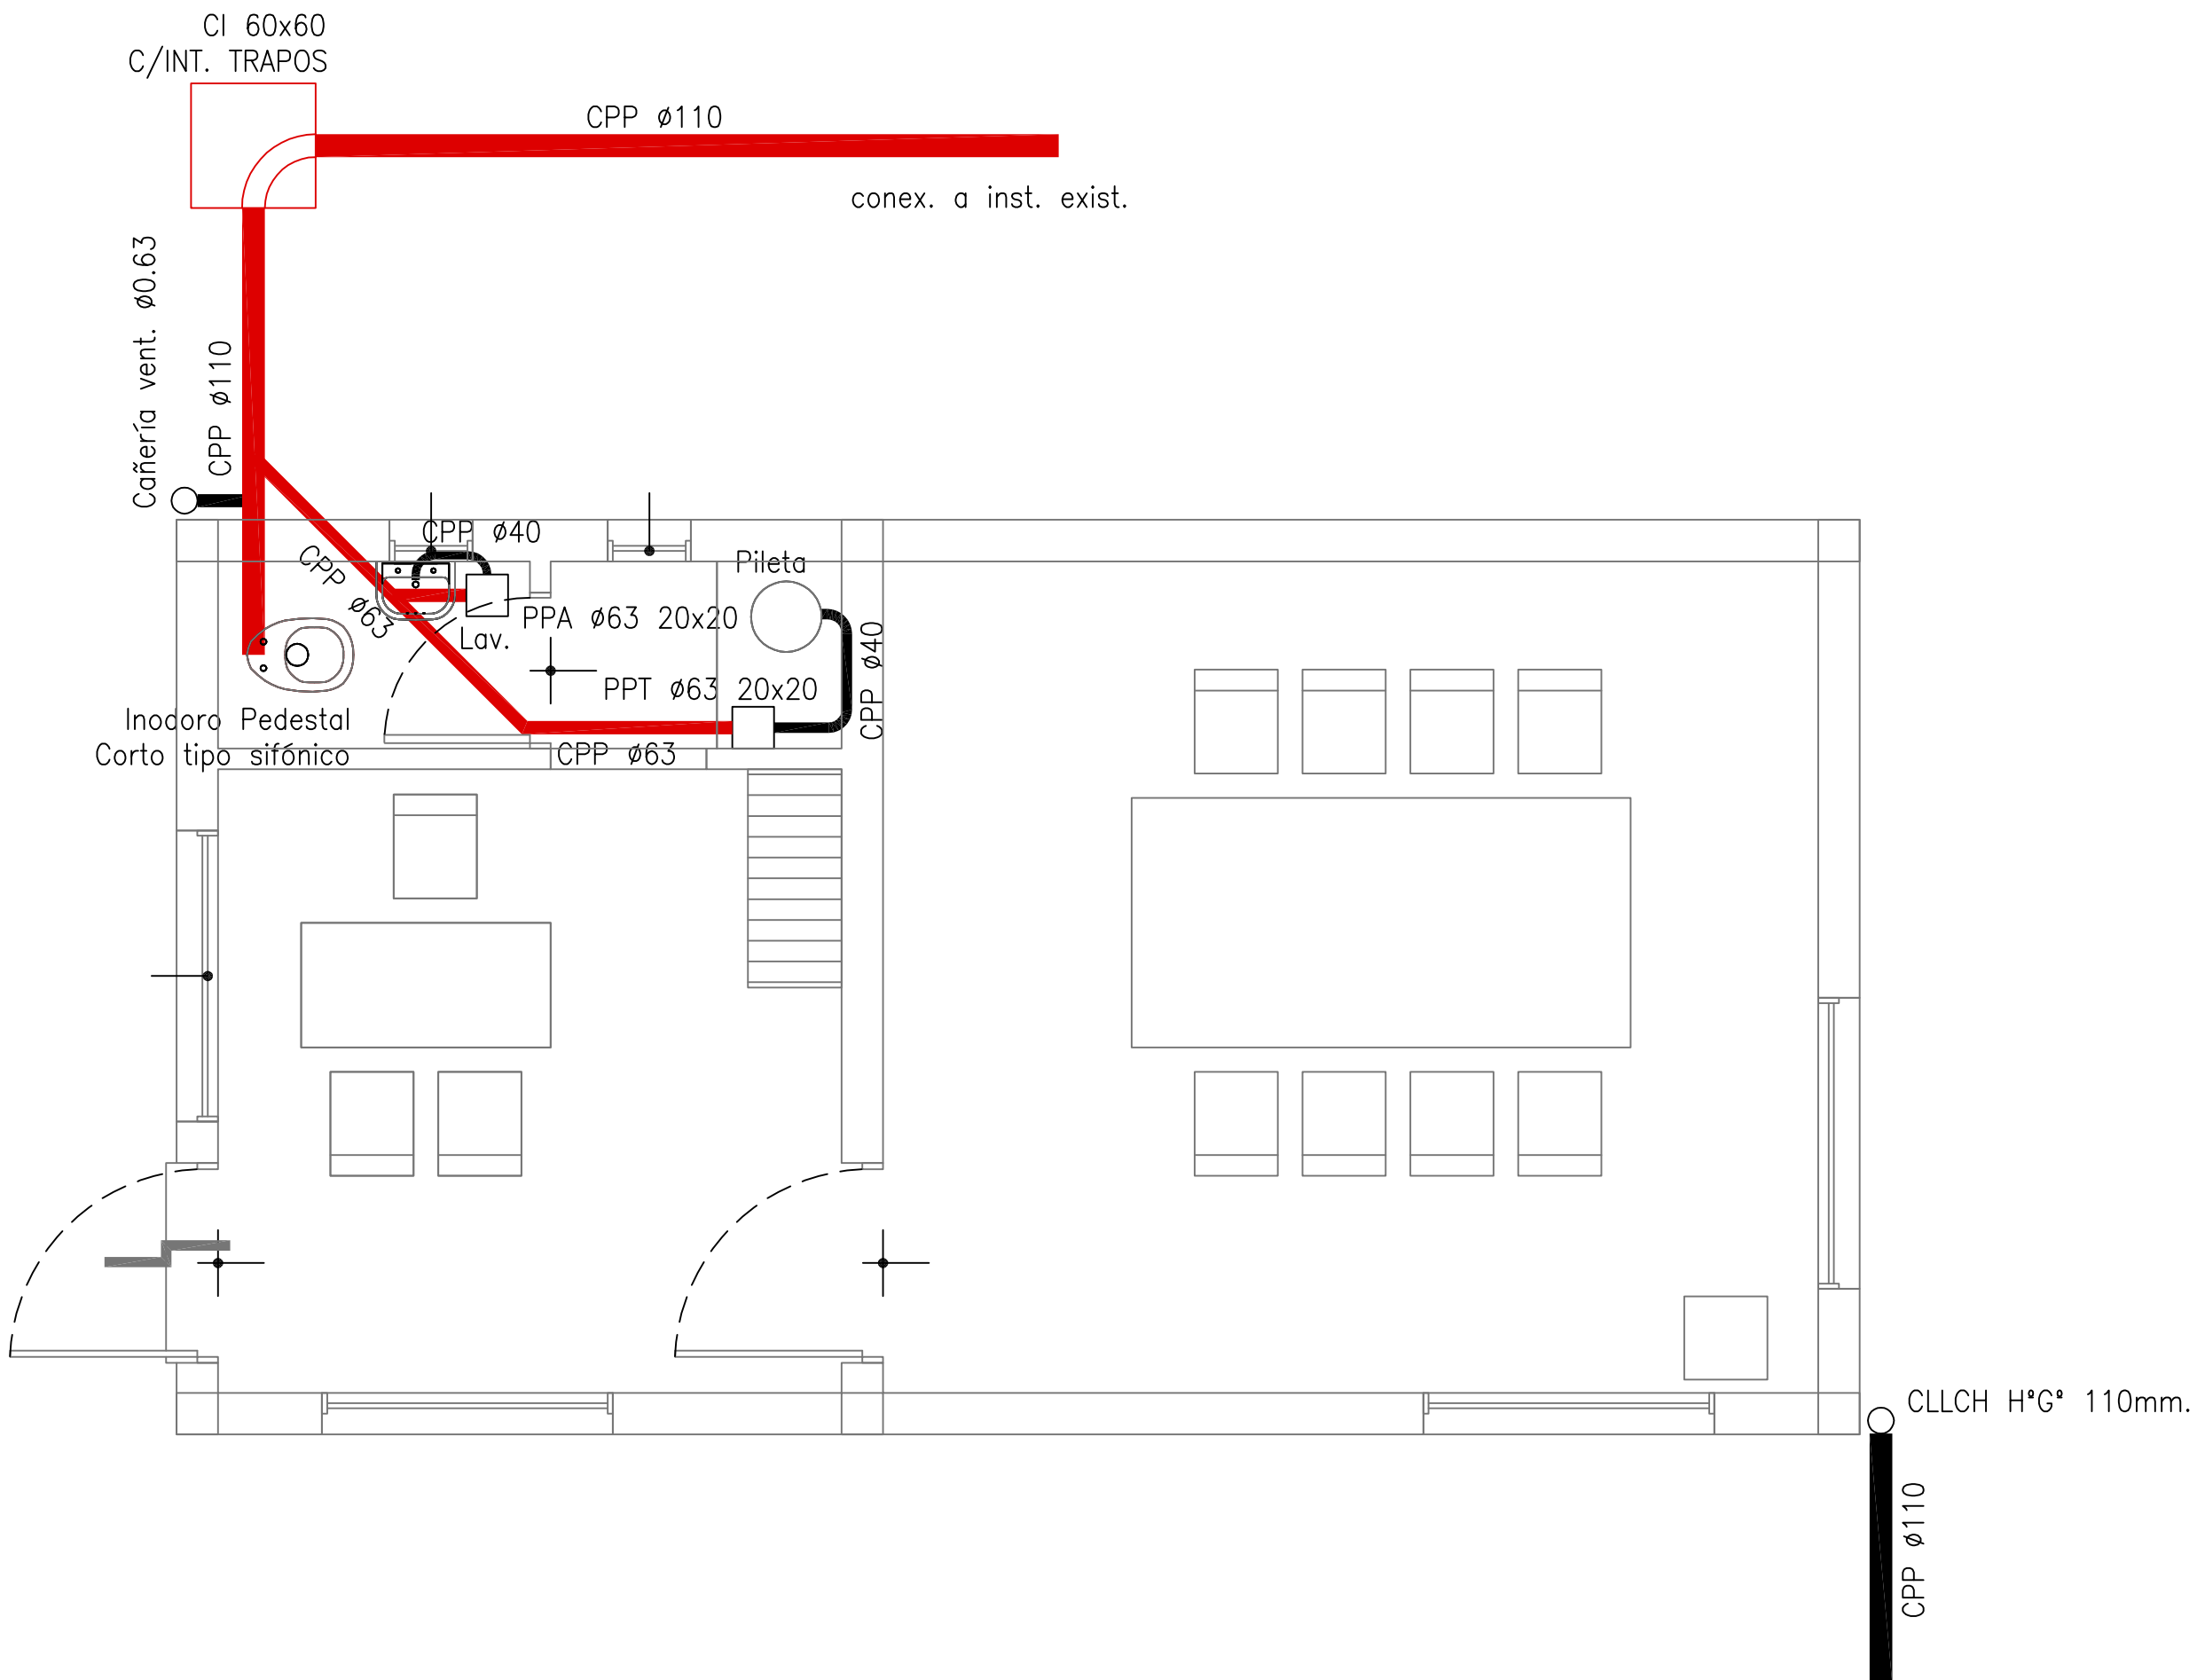 CI 60x60
C/INT. TRAPOS
CPP ø110
conex. a inst. exist.
Cañería vent. ø0.63
CPP ø110
CPP ø40
CPP ø63
Pileta
PPA ø63 20x20
Lav.
CPP ø40
PPT ø63 20x20
Inodoro Pedestal
Corto tipo sifónico
CPP ø63
CLLCH HºGº 110mm.
CPP ø110